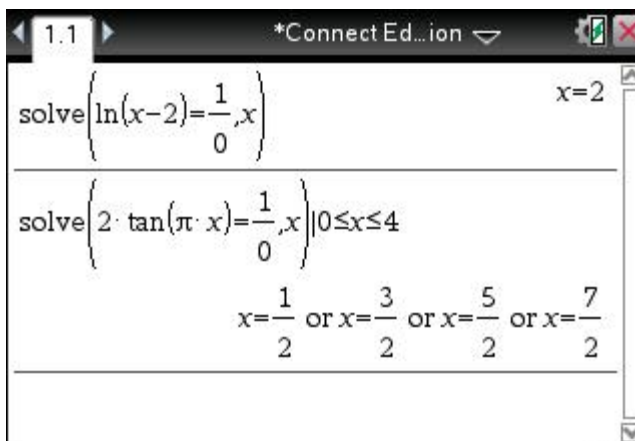 1.1 *Connect Ed...ion
solve(ln(x−2)=1/0,x) x=2
solve(2· tan(π· x)=1/0,x)|0≤x≤4
x=1/2 or x=3/2 or x=5/2 or x=7/2